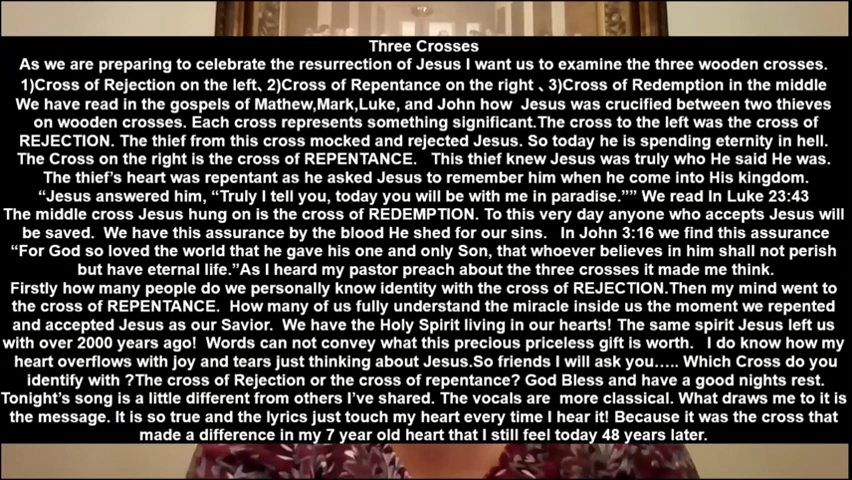 Three Crosses
As we are preparing to celebrate the resurrection of Jesus I want us to examine the three wooden crosses.
1)Cross of Rejection on the left、2)Cross of Repentance on the right 、3)Cross of Redemption in the middle
We have read in the gospels of Mathew,Mark,Luke, and John how Jesus was crucified between two thieves
on wooden crosses. Each cross represents something significant.The cross to the left was the cross of
REJECTION. The thief from this cross mocked and rejected Jesus. So today he is spending eternity in hell.
The Cross on the right is the cross of REPENTANCE. This thief knew Jesus was truly who He said He was.
The thief’s heart was repentant as he asked Jesus to remember him when he come into His kingdom.
“Jesus answered him, “Truly I tell you, today you will be with me in paradise.”” We read In Luke 23:43
The middle cross Jesus hung on is the cross of REDEMPTION. To this very day anyone who accepts Jesus will
be saved. We have this assurance by the blood He shed for our sins. In John 3:16 we find this assurance
“For God so loved the world that he gave his one and only Son, that whoever believes in him shall not perish
but have eternal life.”As I heard my pastor preach about the three crosses it made me think.
Firstly how many people do we personally know identity with the cross of REJECTION.Then my mind went to
the cross of REPENTANCE. How many of us fully understand the miracle inside us the moment we repented
and accepted Jesus as our Savior. We have the Holy Spirit living in our hearts! The same spirit Jesus left us
with over 2000 years ago! Words can not convey what this precious priceless gift is worth. I do know how my
heart overflows with joy and tears just thinking about Jesus.So friends I will ask you….. Which Cross do you
identify with ?The cross of Rejection or the cross of repentance? God Bless and have a good nights rest.
Tonight’s song is a little different from others I’ve shared. The vocals are more classical. What draws me to it is
the message. It is so true and the lyrics just touch my heart every time I hear it! Because it was the cross that
made a difference in my 7 year old heart that I still feel today 48 years later.